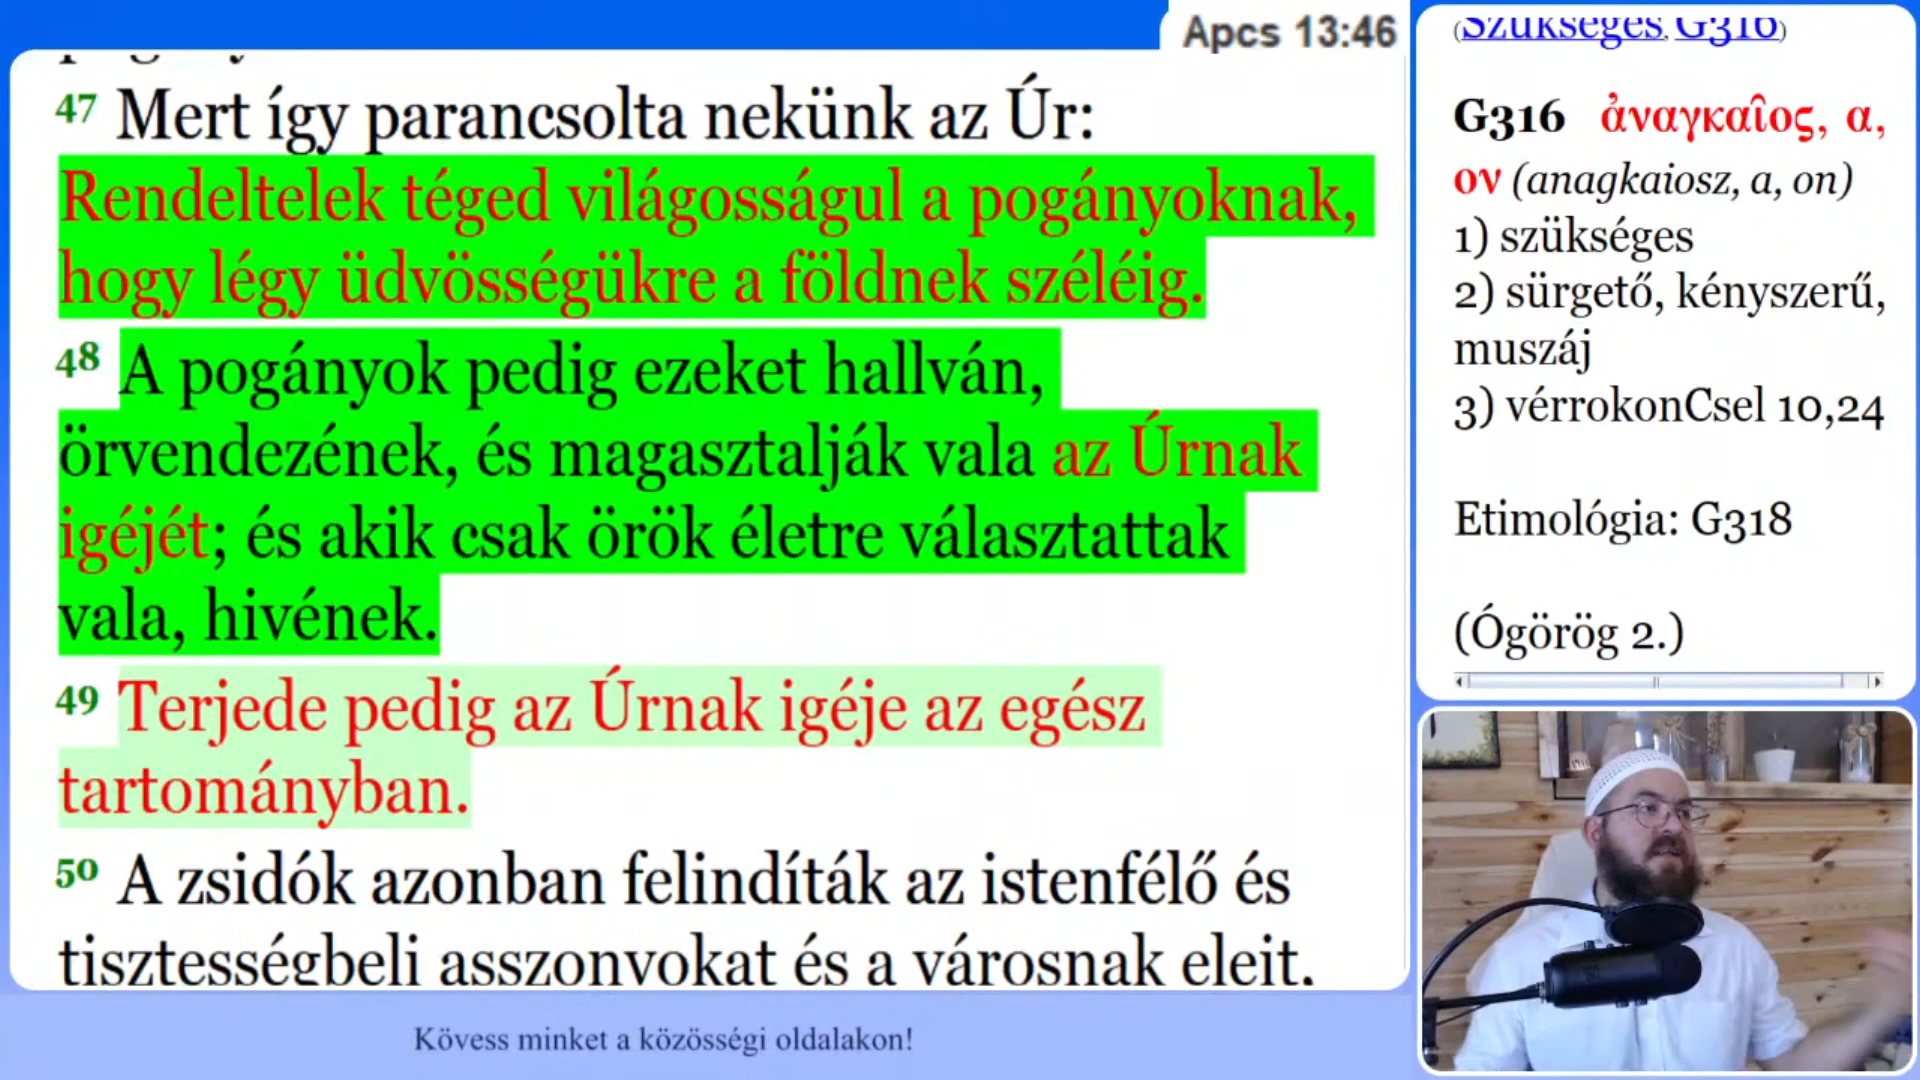 Apcs 13:46
47 Mert így parancsolta nekünk az Úr:
Rendeltelek téged világosságul a pogányoknak,
hogy légy üdvösségükre a földnek széléig.
48 A pogányok pedig ezeket hallván,
örvendezének, és magasztalják vala az Úrnak
igéjét; és akik csak örök életre választattak
vala, hivének.
49 Terjede pedig az Úrnak igéje az egész
tartományban.
50 A zsidók azonban felindíták az istenfélő és
tisztességbeli asszonyokat és a városnak eleit,
Kövess minket a közösségi oldalakon!
(Szükséges, G316)
G316 ἀναγκαῖος, α,
ον (anagkaiosz, a, on)
1) szükséges
2) sürgető, kényszerű,
muszáj
3) vérrokonCsel 10,24
Etimológia: G318
(Ógörög 2.)